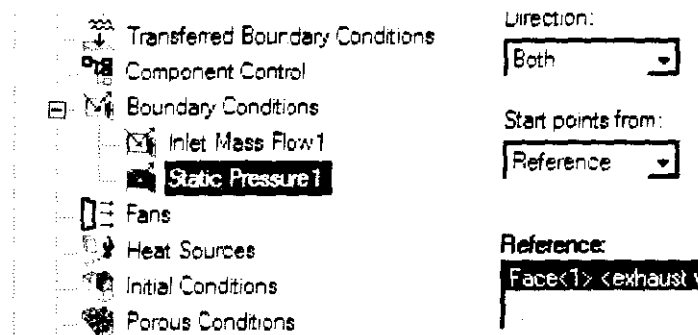 Transferred Boundary Conditions
Component Control
Boundary Conditions
Inlet Mass Flow1
Static Pressure1
Fans
Heat Sources
Initial Conditions
Porous Conditions
Direction:
Both
Start points from:
Reference
Reference:
Face<1> <exhaust